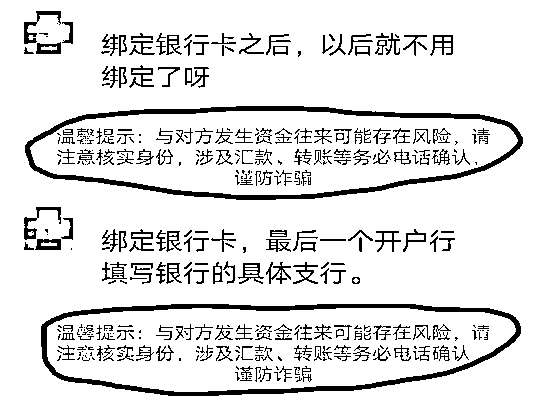 绑定银行卡之后，以后就不用
绑定了呀
温馨提示：与对方发生资金往来可能存在风险，请
注意核实身份，涉及汇款、转账等务必电话确认，
谨防诈骗
绑定银行卡，最后一个开户行
填写银行的具体支行。
温馨提示：与对方发生资金往来可能存在风险，请
注意核实身份，涉及汇款、转账等务必电话确认
谨防诈骗